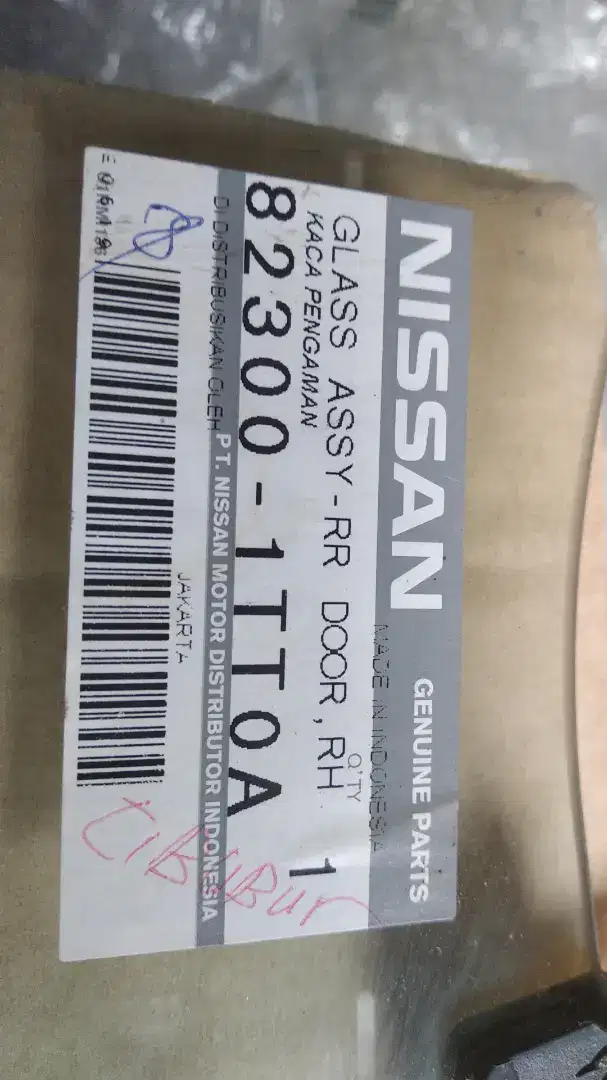 NISSAN GENUINE PARTS
MADE IN INDONESIA
GLASS ASSY-RR DOOR, RH
KACA PENGAMAN
Q'TY
1
82300-1TT0A
DI DISTRIBUSIKAN OLEH PT. NISSAN MOTOR DISTRIBUTOR INDONESIA
JAKARTA
CIBUBUR